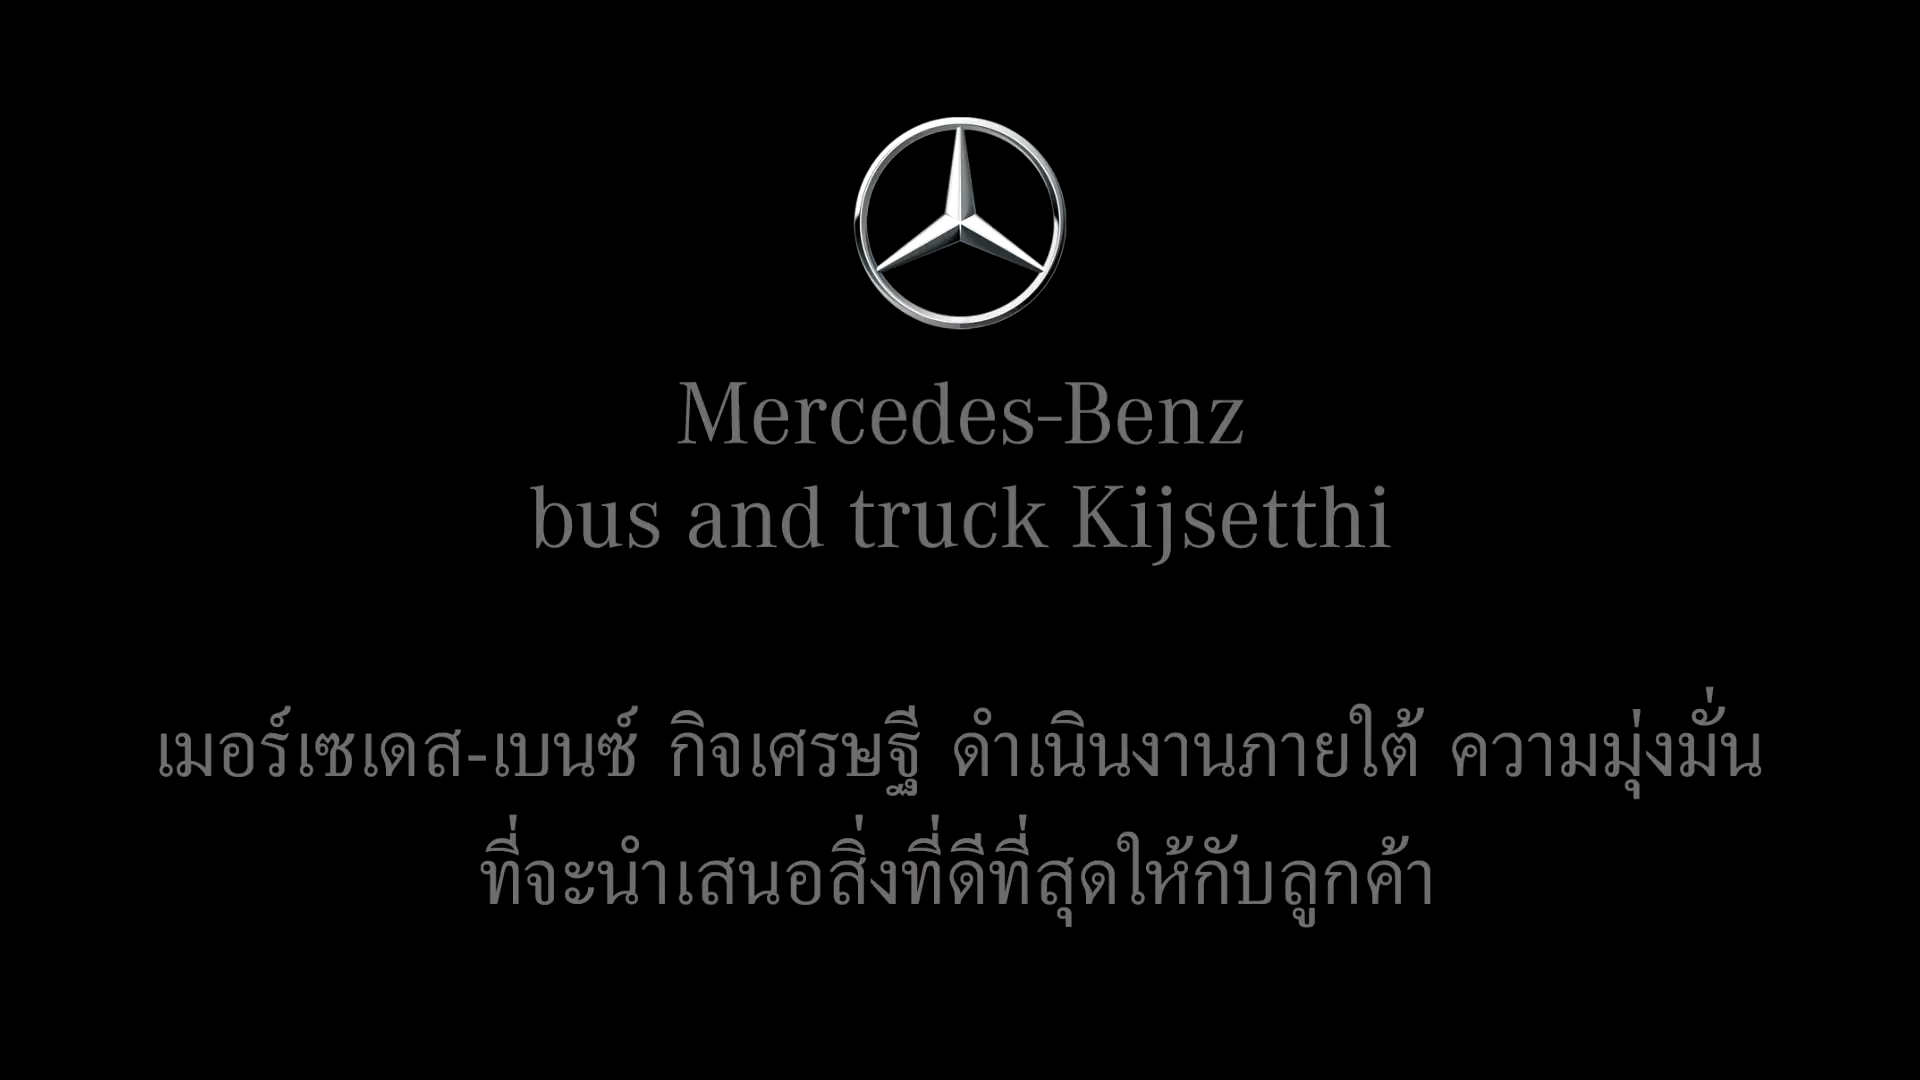 Mercedes-Benz
bus and truck Kijsetthi
เมอร์เซเดส-เบนซ์ กิจเศรษฐี ดำเนินงานภายใต้ ความมุ่งมั่น
ที่จะนำเสนอสิ่งที่ดีที่สุดให้กับลูกค้า